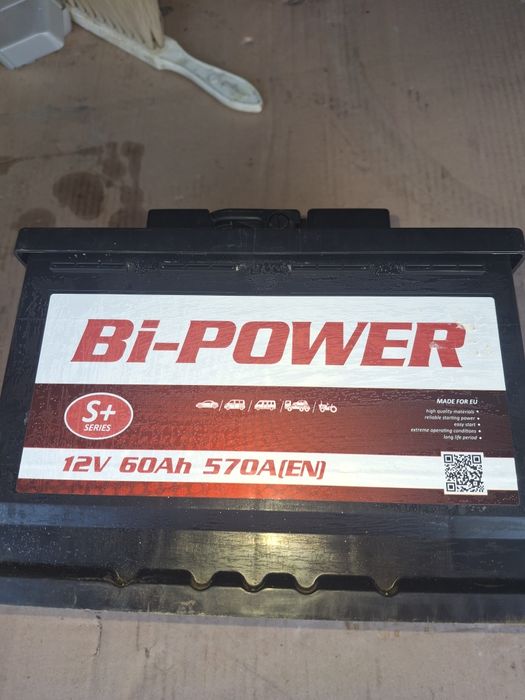 Bi-POWER
S+
SERIES
MADE FOR EU
high quality materials •
reliable starting power •
easy start •
extreme operating conditions •
long life period •
12V 60Ah 570A(EN)